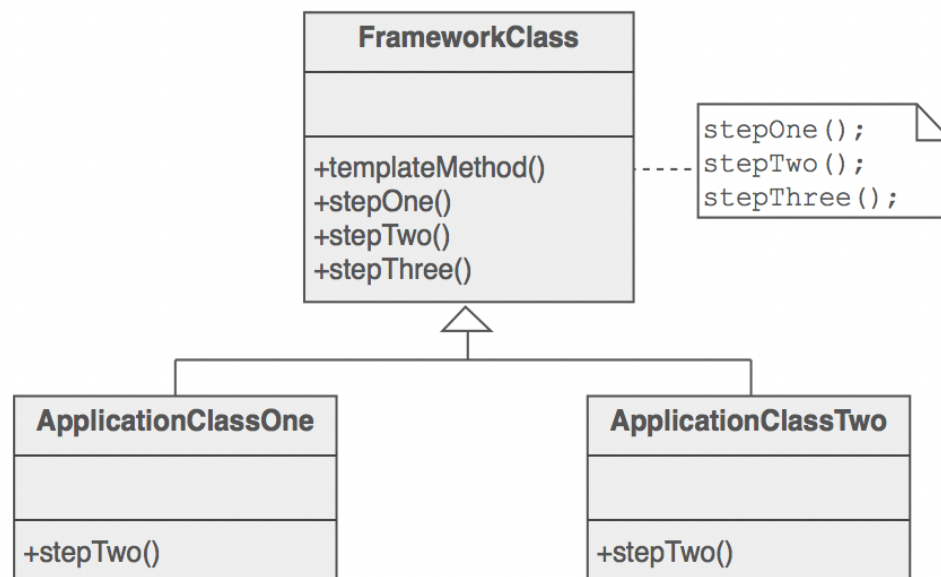 FrameworkClass
+templateMethod()
+stepOne()
+stepTwo()
+stepThree()
stepOne();
stepTwo();
stepThree();
ApplicationClassOne
+stepTwo()
ApplicationClassTwo
+stepTwo()